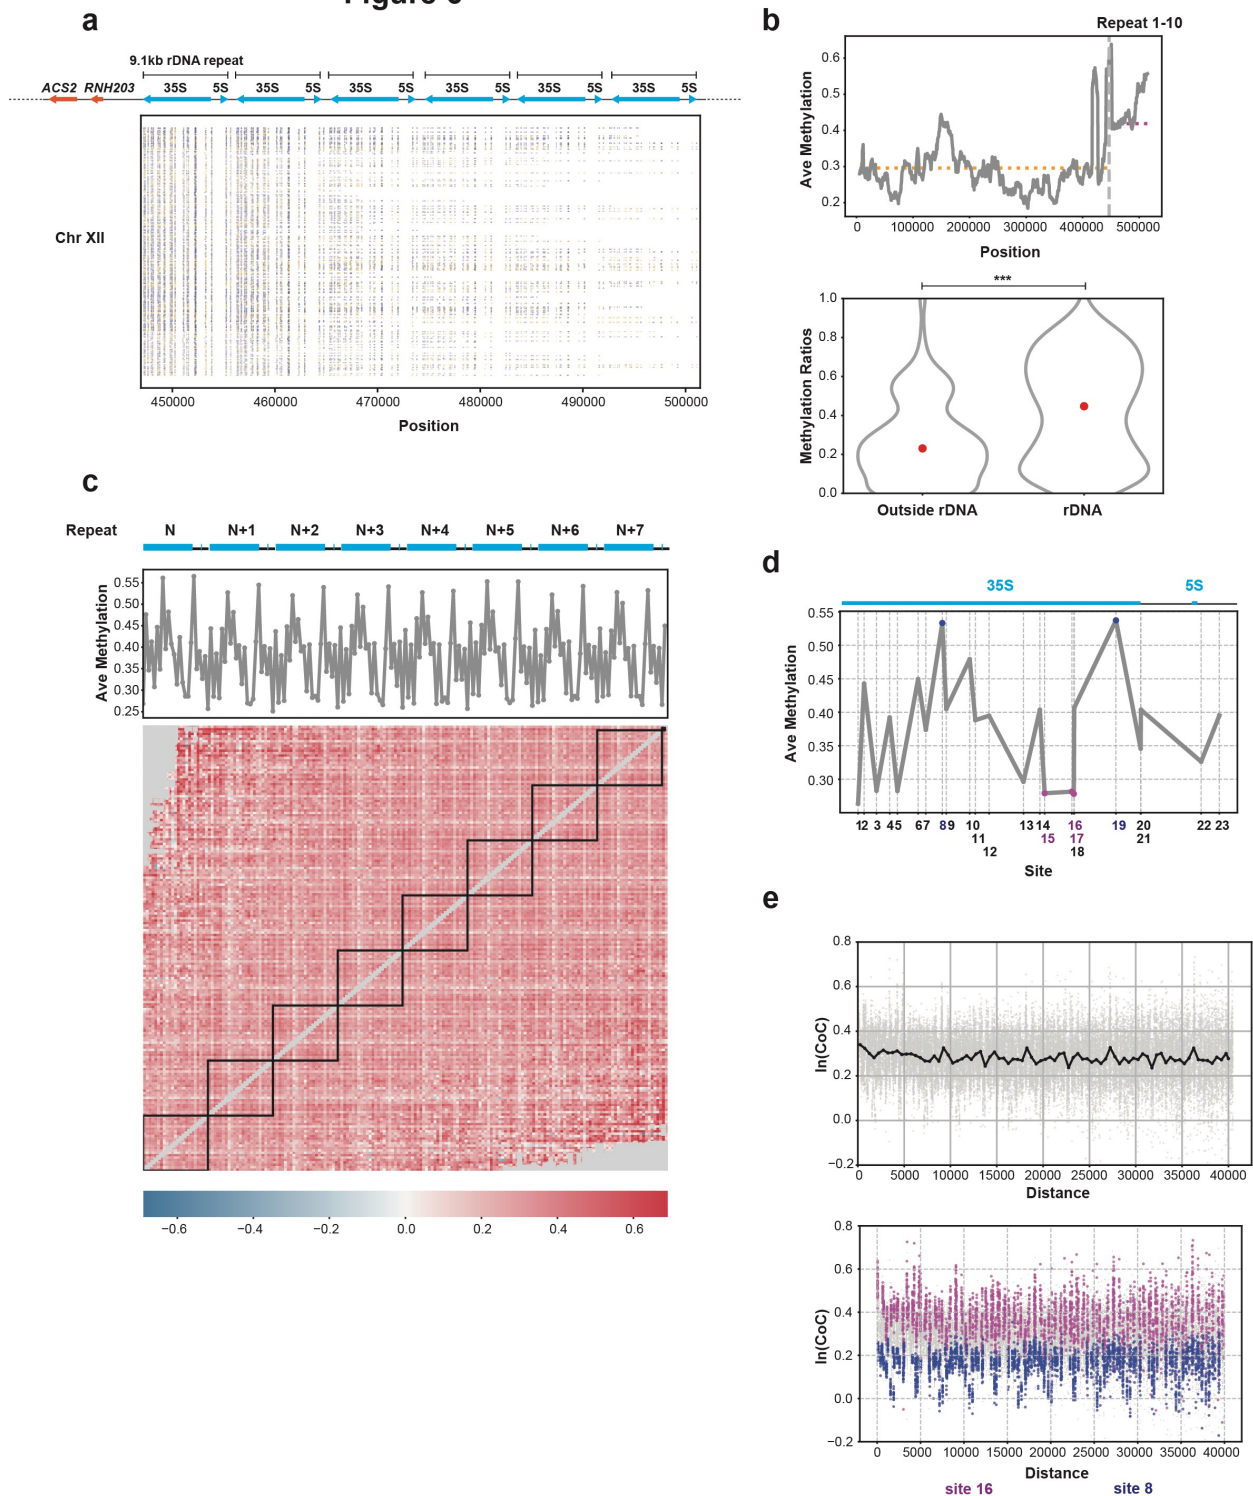 a
9.1kb rDNA repeat
ACS2 RNH203 35S 5S 35S 5S 35S 5S 35S 5S 35S 5S 35S 5S
Chr XII
450000 460000 470000 480000 490000 500000
Position
b
Repeat 1-10
Ave Methylation
0.6
0.5
0.4
0.3
0.2
0 100000 200000 300000 400000 500000
Position
***
Methylation Ratios
1.0
0.8
0.6
0.4
0.2
0.0
Outside rDNA rDNA
c
Repeat N N+1 N+2 N+3 N+4 N+5 N+6 N+7
Ave Methylation
0.55
0.50
0.45
0.40
0.35
0.30
0.25
−0.6 −0.4 −0.2 0.0 0.2 0.4 0.6
d
35S 5S
Ave Methylation
0.55
0.50
0.45
0.40
0.35
0.30
12 3 45 67 89 10 13 14 16 19 20 22 23
11 15 17 21
12 18
Site
e
ln(CoC)
0.8
0.6
0.4
0.2
0.0
−0.2
0 5000 10000 15000 20000 25000 30000 35000 40000
Distance
ln(CoC)
0.8
0.6
0.4
0.2
0.0
−0.2
0 5000 10000 15000 20000 25000 30000 35000 40000
Distance
site 16 site 8